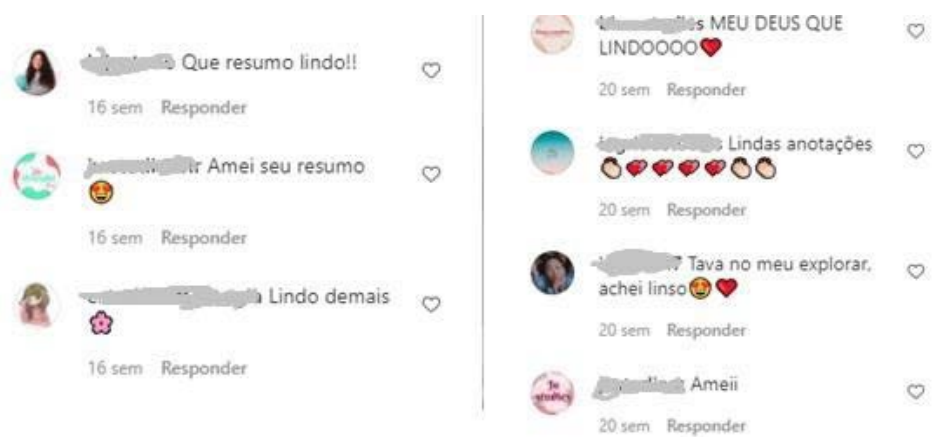 Que resumo lindo!!
16 sem Responder
Amei seu resumo
🤩
16 sem Responder
Lindo demais
🌸
16 sem Responder
MEU DEUS QUE
LINDOOOO❤
20 sem Responder
Lindas anotações
👏🏻💞💞💞💞👏🏻👏🏻
20 sem Responder
Tava no meu explorar,
achei linso🤩❤
20 sem Responder
Ameii
20 sem Responder